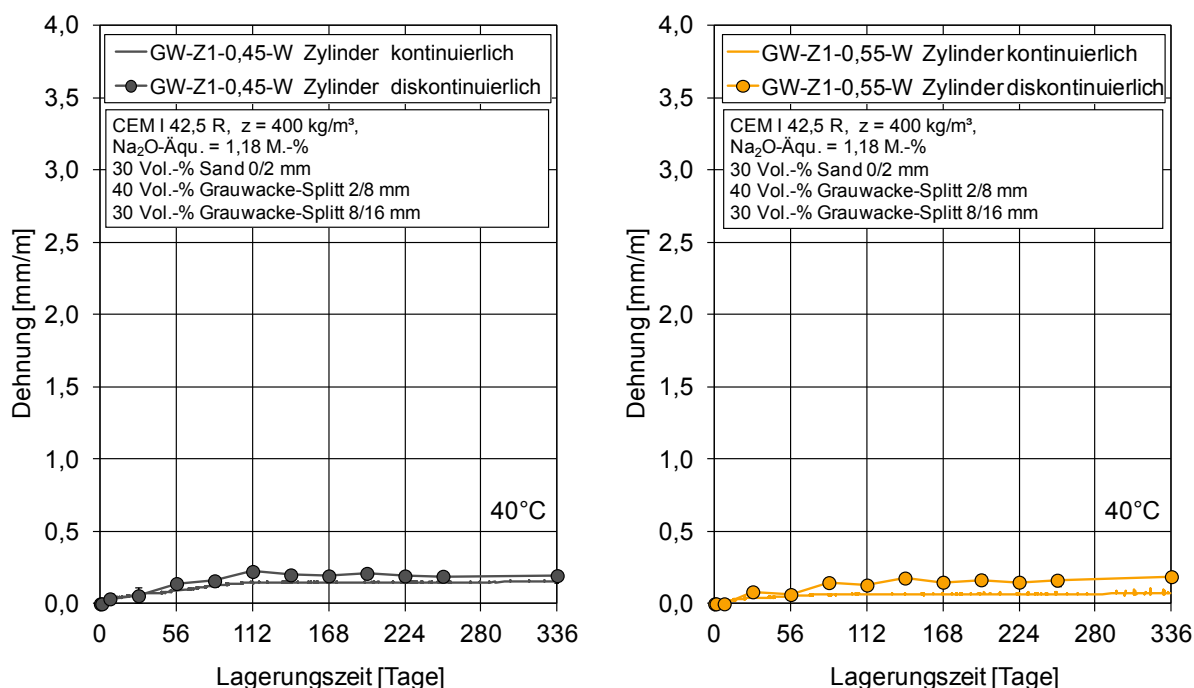 4,0
3,5
3,0
2,5
2,0
1,5
1,0
0,5
0,0
Dehnung [mm/m]
GW-Z1-0,45-W Zylinder kontinuierlich
GW-Z1-0,45-W Zylinder diskontinuierlich
CEM I 42,5 R, z = 400 kg/m³,
Na₂O-Äqu. = 1,18 M.-%
30 Vol.-% Sand 0/2 mm
40 Vol.-% Grauwacke-Splitt 2/8 mm
30 Vol.-% Grauwacke-Splitt 8/16 mm
40°C
0 56 112 168 224 280 336
Lagerungszeit [Tage]
4,0
3,5
3,0
2,5
2,0
1,5
1,0
0,5
0,0
Dehnung [mm/m]
GW-Z1-0,55-W Zylinder kontinuierlich
GW-Z1-0,55-W Zylinder diskontinuierlich
CEM I 42,5 R, z = 400 kg/m³,
Na₂O-Äqu. = 1,18 M.-%
30 Vol.-% Sand 0/2 mm
40 Vol.-% Grauwacke-Splitt 2/8 mm
30 Vol.-% Grauwacke-Splitt 8/16 mm
40°C
0 56 112 168 224 280 336
Lagerungszeit [Tage]